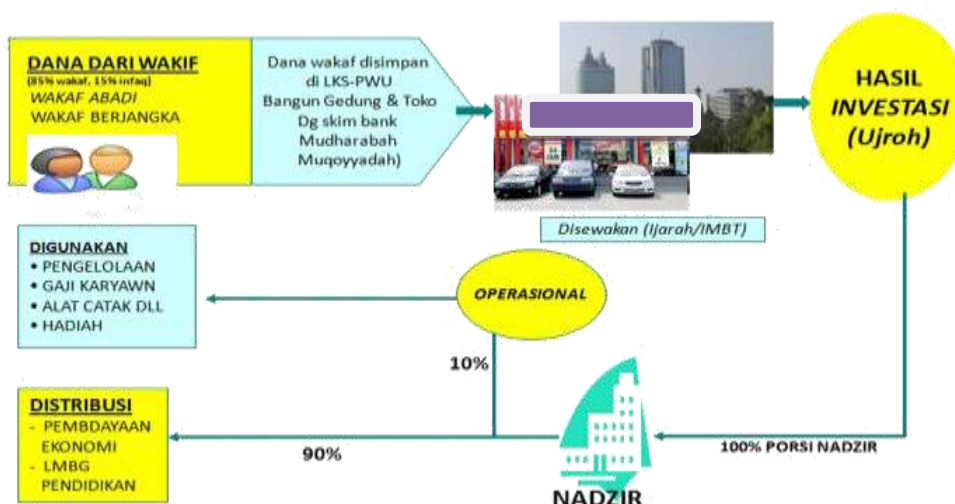 DANA DARI WAKIF
(85% wakaf, 15% infaq)
WAKAF ABADI
WAKAF BERJANGKA
Dana wakaf disimpan
di LKS-PWU
Bangun Gedung & Toko
Dg skim bank
Mudharabah
Muqoyyadah)
HASIL
INVESTASI
(Ujroh)
Disewakan (Ijarah/IMBT)
DIGUNAKAN
• PENGELOLAAN
• GAJI KARYAWN
• ALAT CATAK DLL
• HADIAH
OPERASIONAL
10%
DISTRIBUSI
- PEMBDAYAAN
EKONOMI
- LMBG
PENDIDIKAN
90%
100% PORSI NADZIR
NADZIR